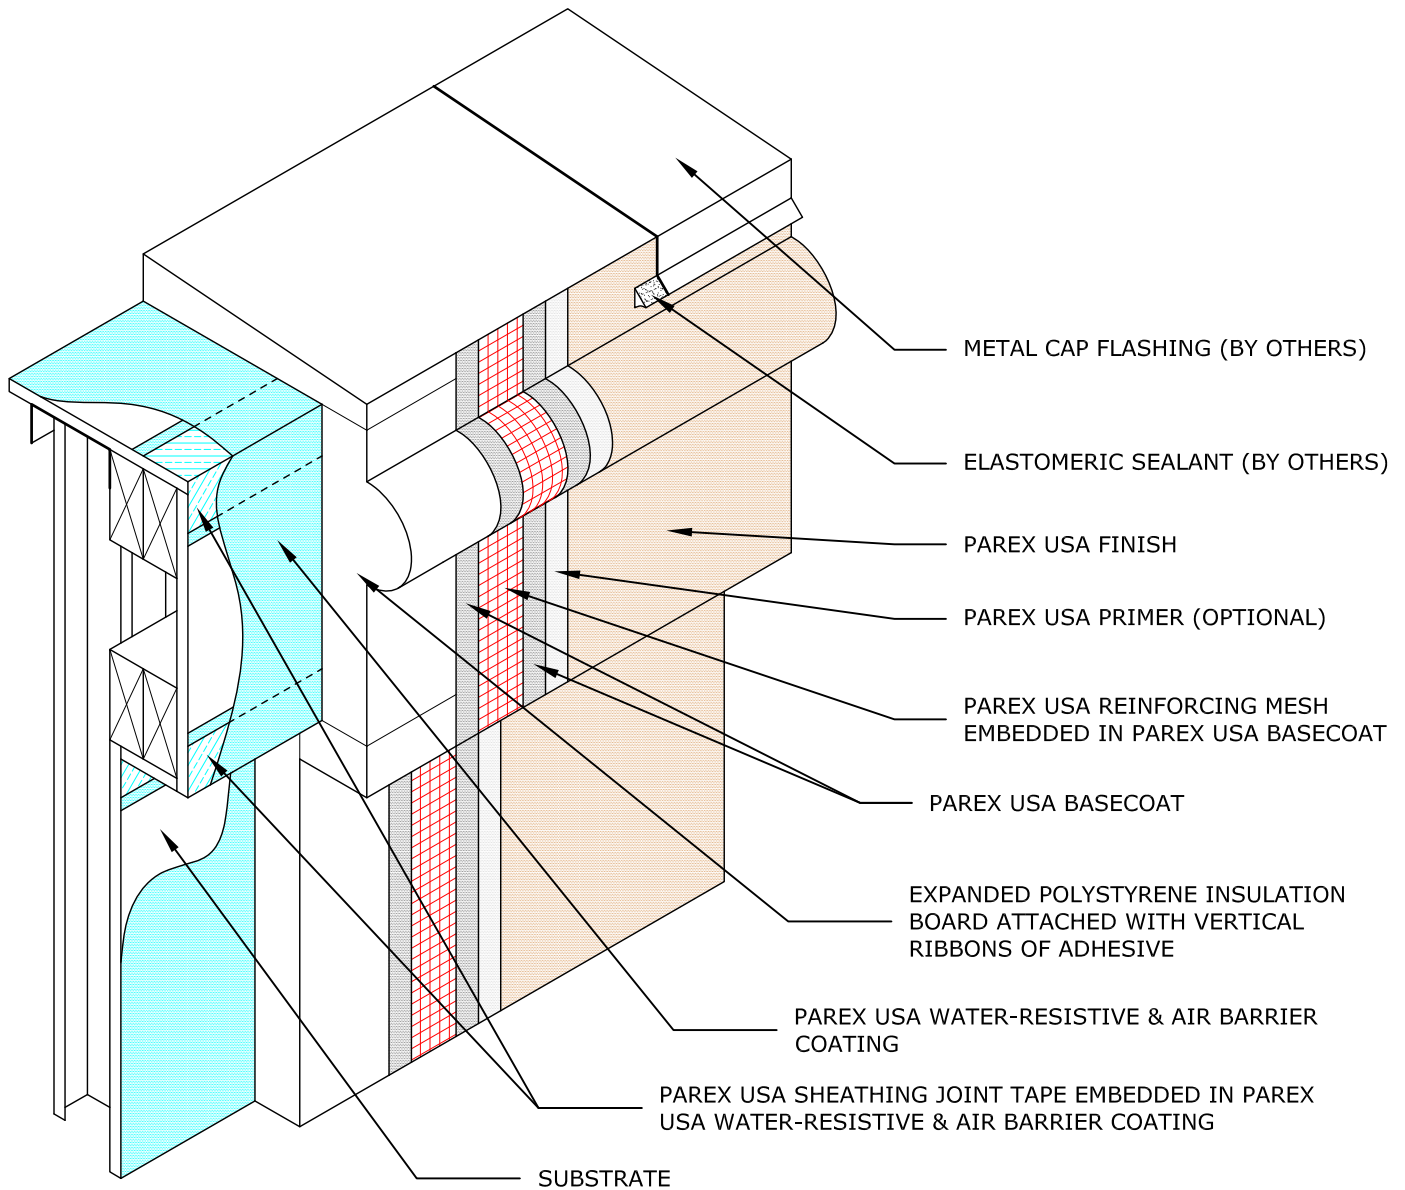 METAL CAP FLASHING (BY OTHERS)
ELASTOMERIC SEALANT (BY OTHERS)
PAREX USA FINISH
PAREX USA PRIMER (OPTIONAL)
PAREX USA REINFORCING MESH
EMBEDDED IN PAREX USA BASECOAT
PAREX USA BASECOAT
EXPANDED POLYSTYRENE INSULATION
BOARD ATTACHED WITH VERTICAL
RIBBONS OF ADHESIVE
PAREX USA WATER-RESISTIVE & AIR BARRIER
COATING
PAREX USA SHEATHING JOINT TAPE EMBEDDED IN PAREX
USA WATER-RESISTIVE & AIR BARRIER COATING
SUBSTRATE